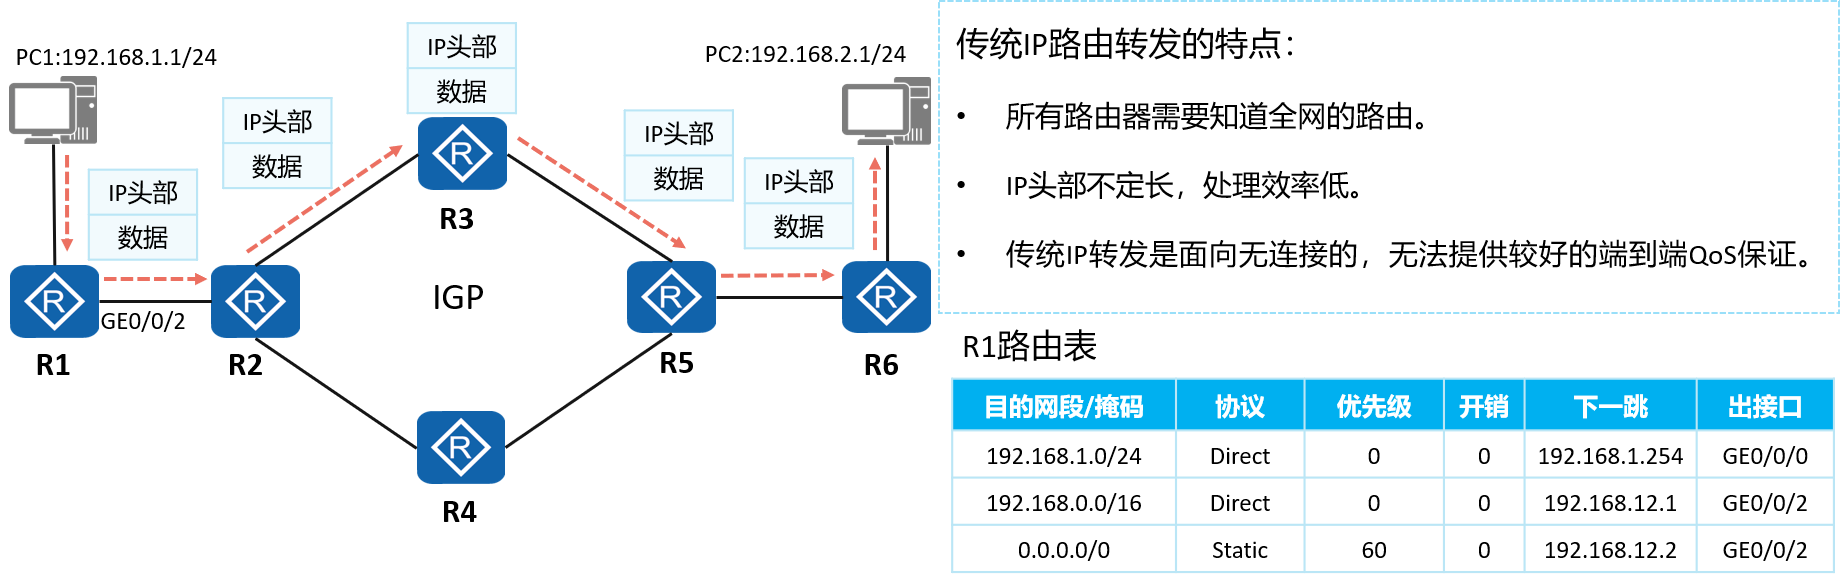 PC1:192.168.1.1/24
IP头部
数据
PC2:192.168.2.1/24
IP头部
数据
IP头部
数据
IP头部
数据
IP头部
数据
R
R3
R
R1
GE0/0/2
R
R2
IGP
R
R5
R
R6
R
R4
传统IP路由转发的特点：
• 所有路由器需要知道全网的路由。
• IP头部不定长，处理效率低。
• 传统IP转发是面向无连接的，无法提供较好的端到端QoS保证。
R1路由表
目的网段/掩码 协议 优先级 开销 下一跳 出接口
192.168.1.0/24 Direct 0 0 192.168.1.254 GE0/0/0
192.168.0.0/16 Direct 0 0 192.168.12.1 GE0/0/2
0.0.0.0/0 Static 60 0 192.168.12.2 GE0/0/2